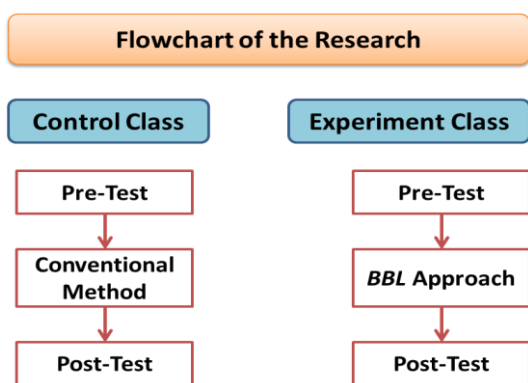 Flowchart of the Research
Control Class
Experiment Class
Pre-Test
Pre-Test
Conventional
Method
BBL Approach
Post-Test
Post-Test